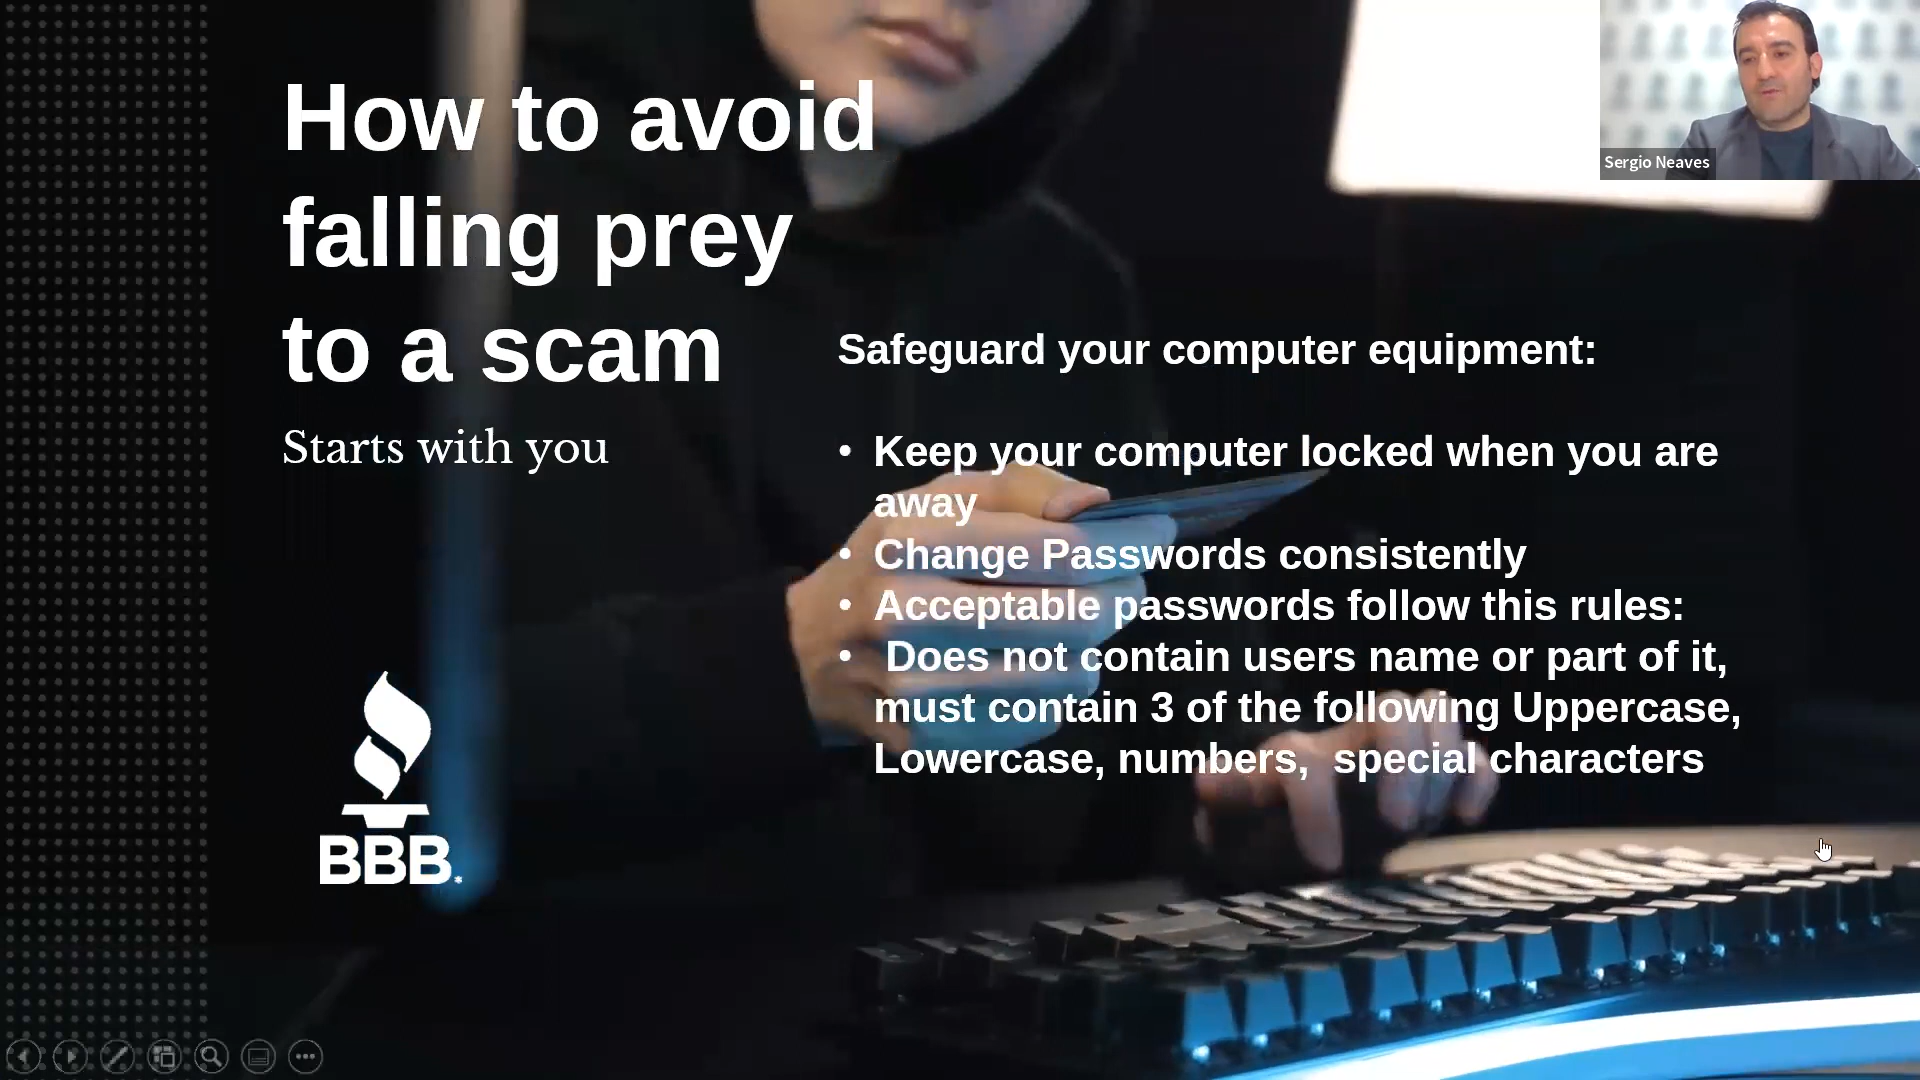 How to avoid
falling prey
to a scam
Starts with you
Safeguard your computer equipment:
• Keep your computer locked when you are
away
• Change Passwords consistently
• Acceptable passwords follow this rules:
• Does not contain users name or part of it,
must contain 3 of the following Uppercase,
Lowercase, numbers,  special characters
BBB
Sergio Neaves